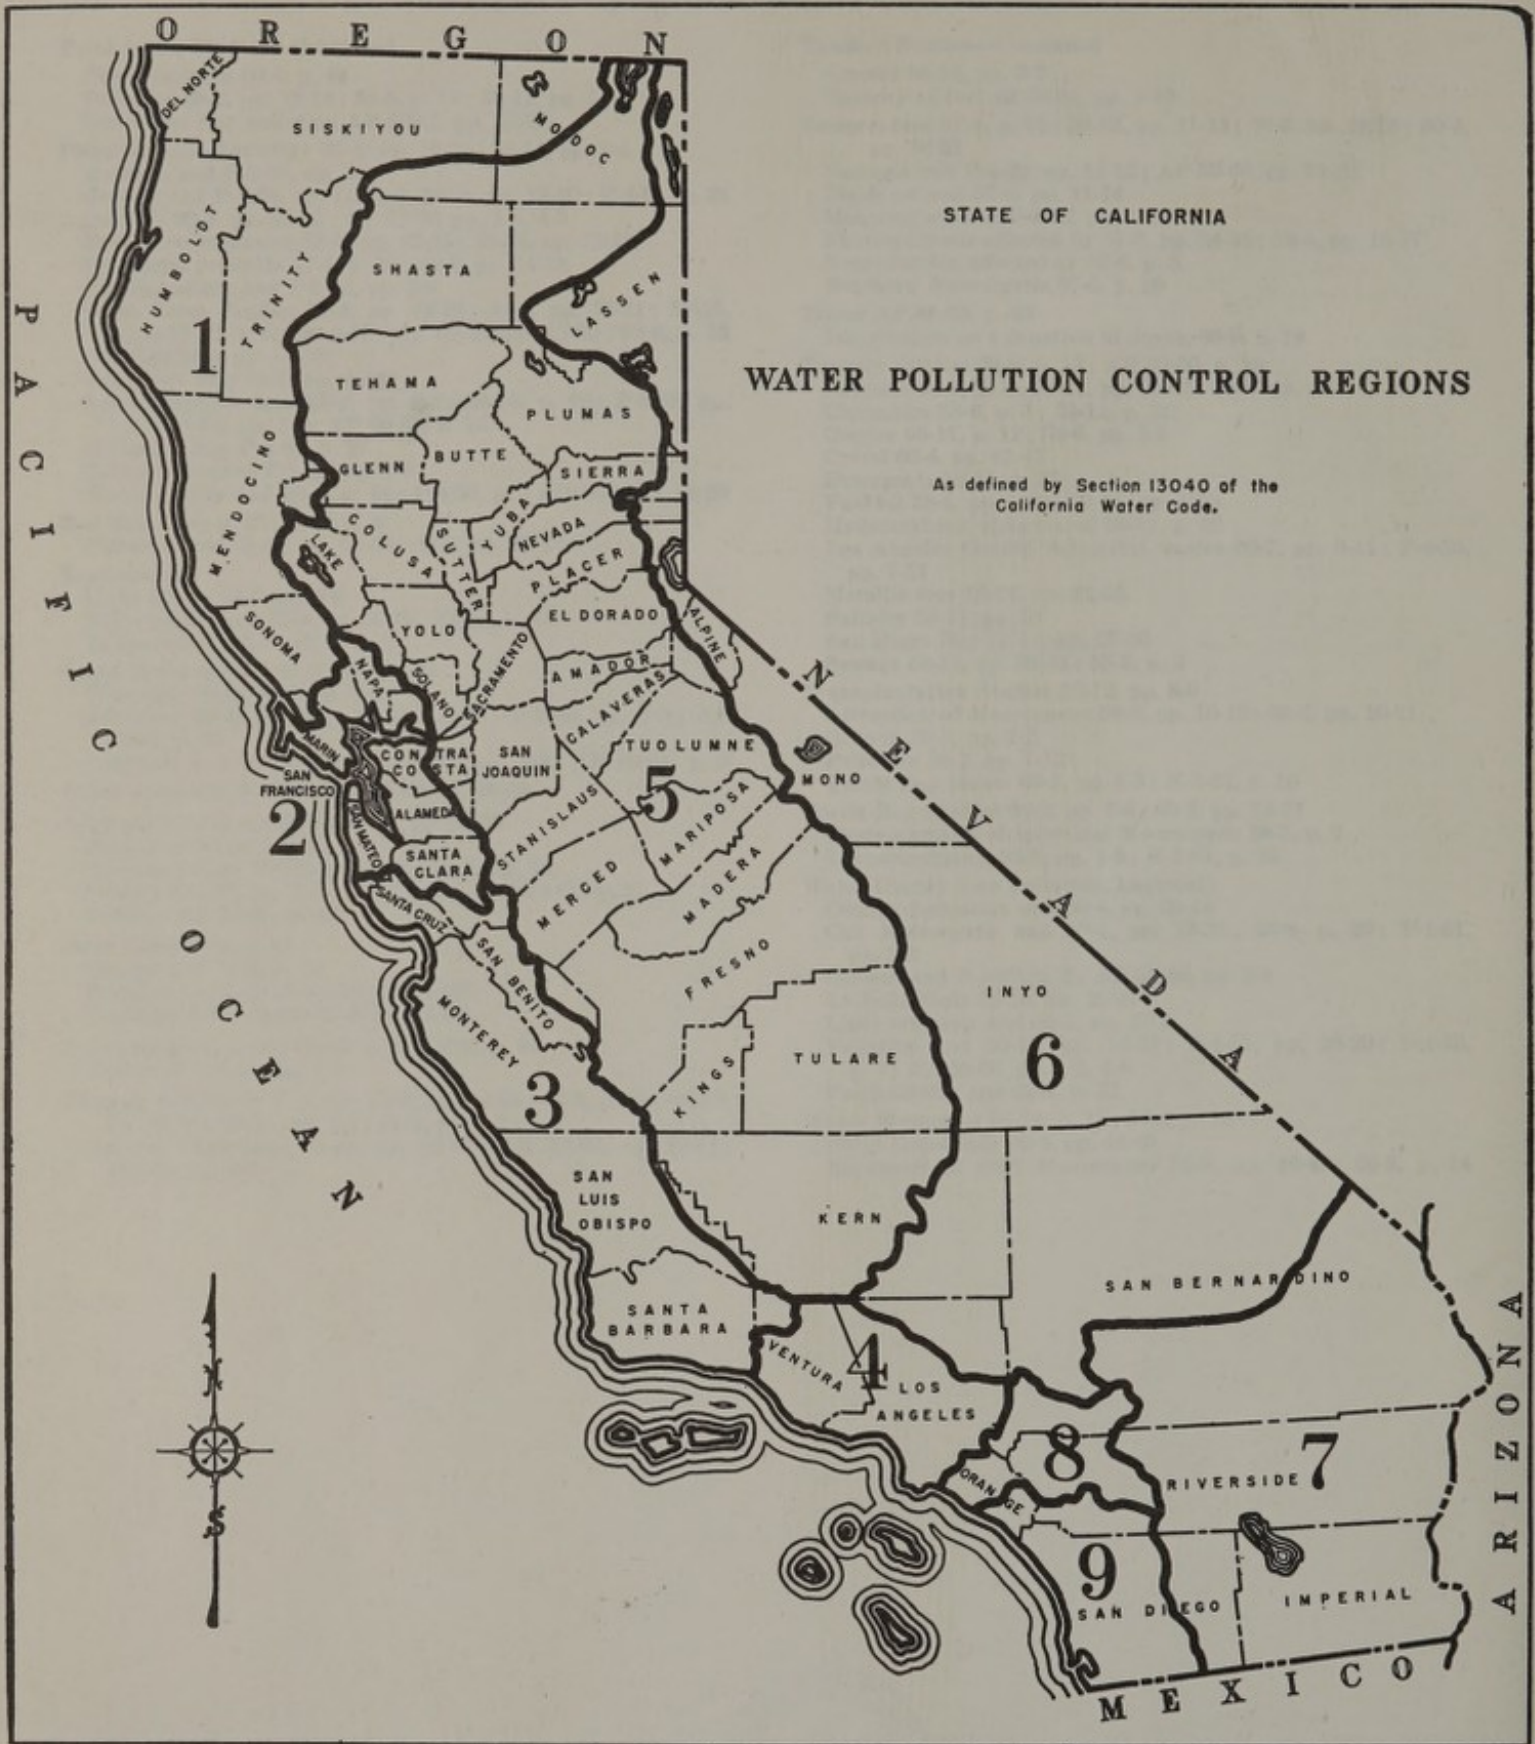 OREGON
DEL NORTE
SISKIYOU
MODOC
STATE OF CALIFORNIA
HUMBOLDT
TRINITY
SHASTA
LASSEN
1
PACIFIC OCEAN
WATER POLLUTION CONTROL REGIONS
TEHAMA
PLUMAS
MENDOCINO
GLENN
BUTTE
SIERRA
As defined by Section 13040 of the
California Water Code.
LAKE
COLUSA
SUTTER
YUBA
NEVADA
PLACER
SONOMA
YOLO
EL DORADO
ALPINE
NAPA
SOLANO
SACRAMENTO
AMADOR
CALAVERAS
NEVADA
MARIN
CONTRA
COSTA
SAN
JOAQUIN
TUOLUMNE
MONO
SAN
FRANCISCO
2
ALAMEDA
5
STANISLAUS
MARIPOSA
SAN MATEO
SANTA
CLARA
MERCED
MADERA
SANTA CRUZ
SAN BENITO
FRESNO
INYO
MONTEREY
3
KINGS
TULARE
6
SAN
LUIS
OBISPO
KERN
SAN BERNARDINO
SANTA
BARBARA
VENTURA
4
LOS
ANGELES
ARIZONA
8
ORANGE
RIVERSIDE
7
9
SAN DIEGO
IMPERIAL
S
MEXICO